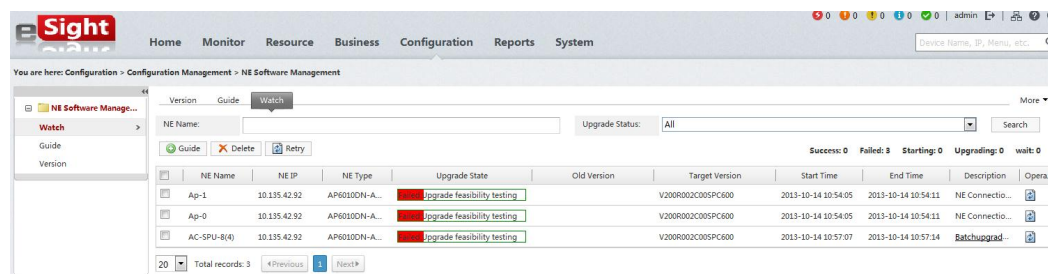 eSight
0 0 0 0 0 admin
Home Monitor Resource Business Configuration Reports System
Device Name, IP, Menu, etc.
You are here: Configuration > Configuration Management > NE Software Management
NE Software Manage...
Watch >
Guide
Version
Version Guide Watch More
NE Name: Upgrade Status: All Search
Guide Delete Retry Success: 0 Failed: 3 Starting: 0 Upgrading: 0 wait: 0
NE Name NE IP NE Type Upgrade State Old Version Target Version Start Time End Time Description Opera
Ap-1 10.135.42.92 AP6010DN-A... Failed Upgrade feasibility testing V200R002C00SPC600 2013-10-14 10:54:05 2013-10-14 10:54:11 NE Connectio...
Ap-0 10.135.42.92 AP6010DN-A... Failed Upgrade feasibility testing V200R002C00SPC600 2013-10-14 10:54:05 2013-10-14 10:54:11 NE Connectio...
AC-SPU-8(4) 10.135.42.92 AP6010DN-A... Failed Upgrade feasibility testing V200R002C00SPC600 2013-10-14 10:57:07 2013-10-14 10:57:14 Batchupgrad...
20 Total records: 3 Previous 1 Next